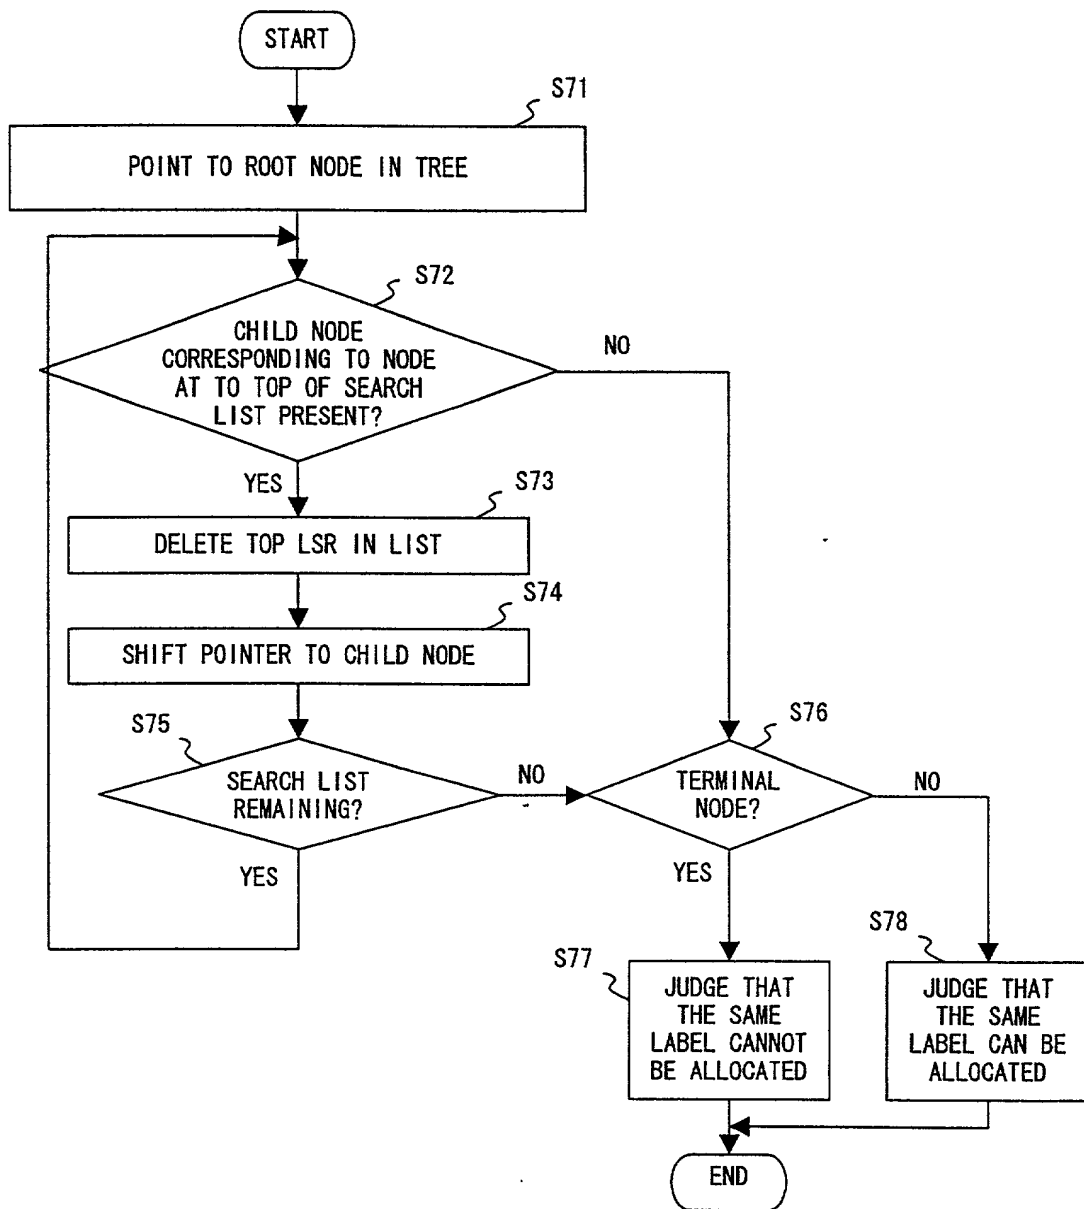 START
S71
POINT TO ROOT NODE IN TREE
S72
CHILD NODE
CORRESPONDING TO NODE
AT TO TOP OF SEARCH
LIST PRESENT?
NO
YES
S73
DELETE TOP LSR IN LIST
S74
SHIFT POINTER TO CHILD NODE
S75
SEARCH LIST
REMAINING?
NO
YES
S76
TERMINAL
NODE?
NO
YES
S77
JUDGE THAT
THE SAME
LABEL CANNOT
BE ALLOCATED
S78
JUDGE THAT
THE SAME
LABEL CAN BE
ALLOCATED
END